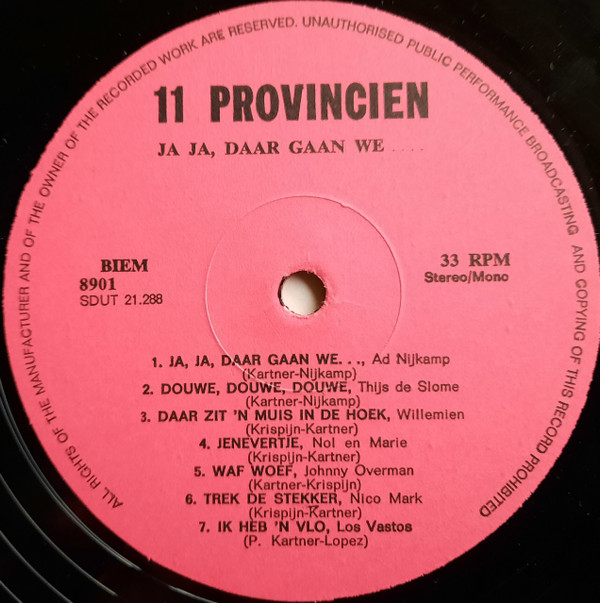 ALL RIGHTS OF THE MANUFACTURER AND OF THE OWNER OF THE RECORDED WORK ARE RESERVED. UNAUTHORISED PUBLIC PERFORMANCE BROADCASTING AND COPYING OF THIS RECORD PROHIBITED
11 PROVINCIEN
JA JA, DAAR GAAN WE ....
BIEM
8901
SDUT 21.288
33 RPM
Stereo/Mono
1. JA, JA, DAAR GAAN WE. . ., Ad Nijkamp
(Kartner-Nijkamp)
2. DOUWE, DOUWE, DOUWE, Thijs de Slome
(Kartner-Nijkamp)
3. DAAR ZIT 'N MUIS IN DE HOEK, Willemien
(Krispijn-Kartner)
4. JENEVERTJE, Nol en Marie
(Krispijn-Kartner)
5. WAF WOEF, Johnny Overman
(Kartner-Krispijn)
6. TREK DE STEKKER, Nico Mark
(Krispijn-Kartner)
7. IK HEB 'N VLO, Los Vastos
(P. Kartner-Lopez)